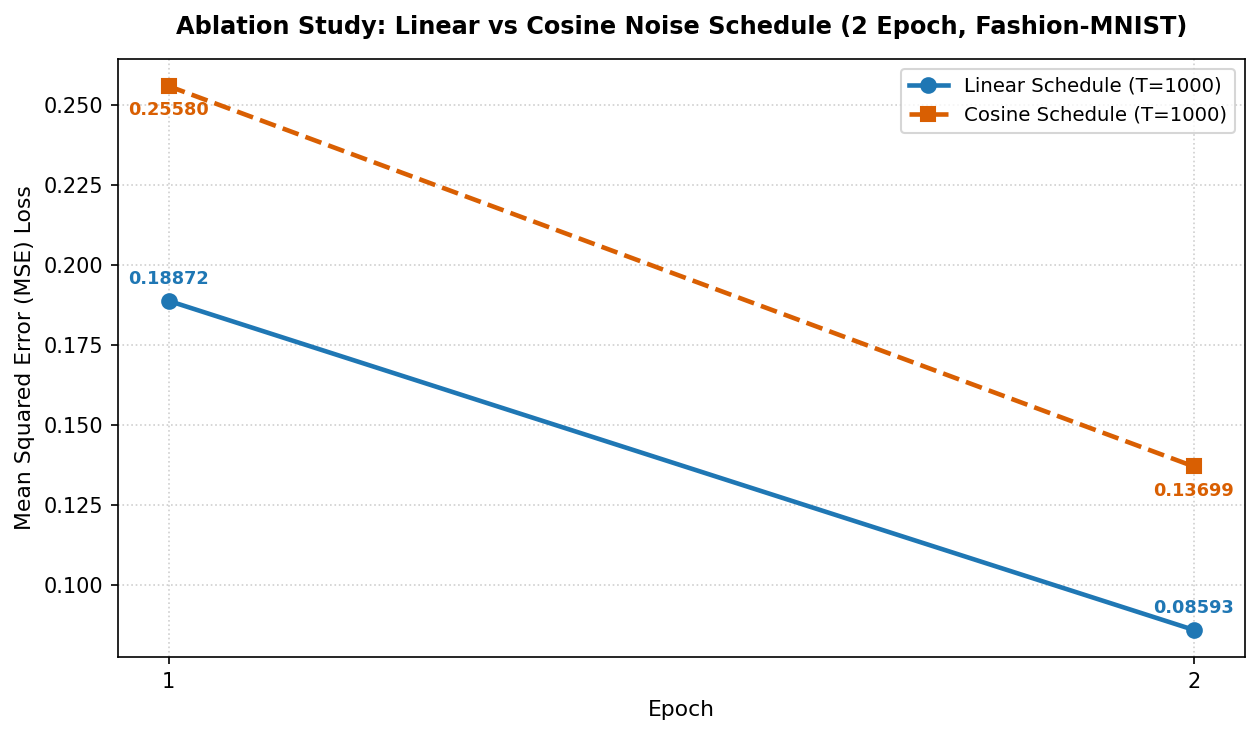 Ablation Study: Linear vs Cosine Noise Schedule (2 Epoch, Fashion-MNIST)
Linear Schedule (T=1000)
Cosine Schedule (T=1000)
Mean Squared Error (MSE) Loss
0.250
0.225
0.200
0.175
0.150
0.125
0.100
0.25580
0.18872
0.13699
0.08593
1
2
Epoch